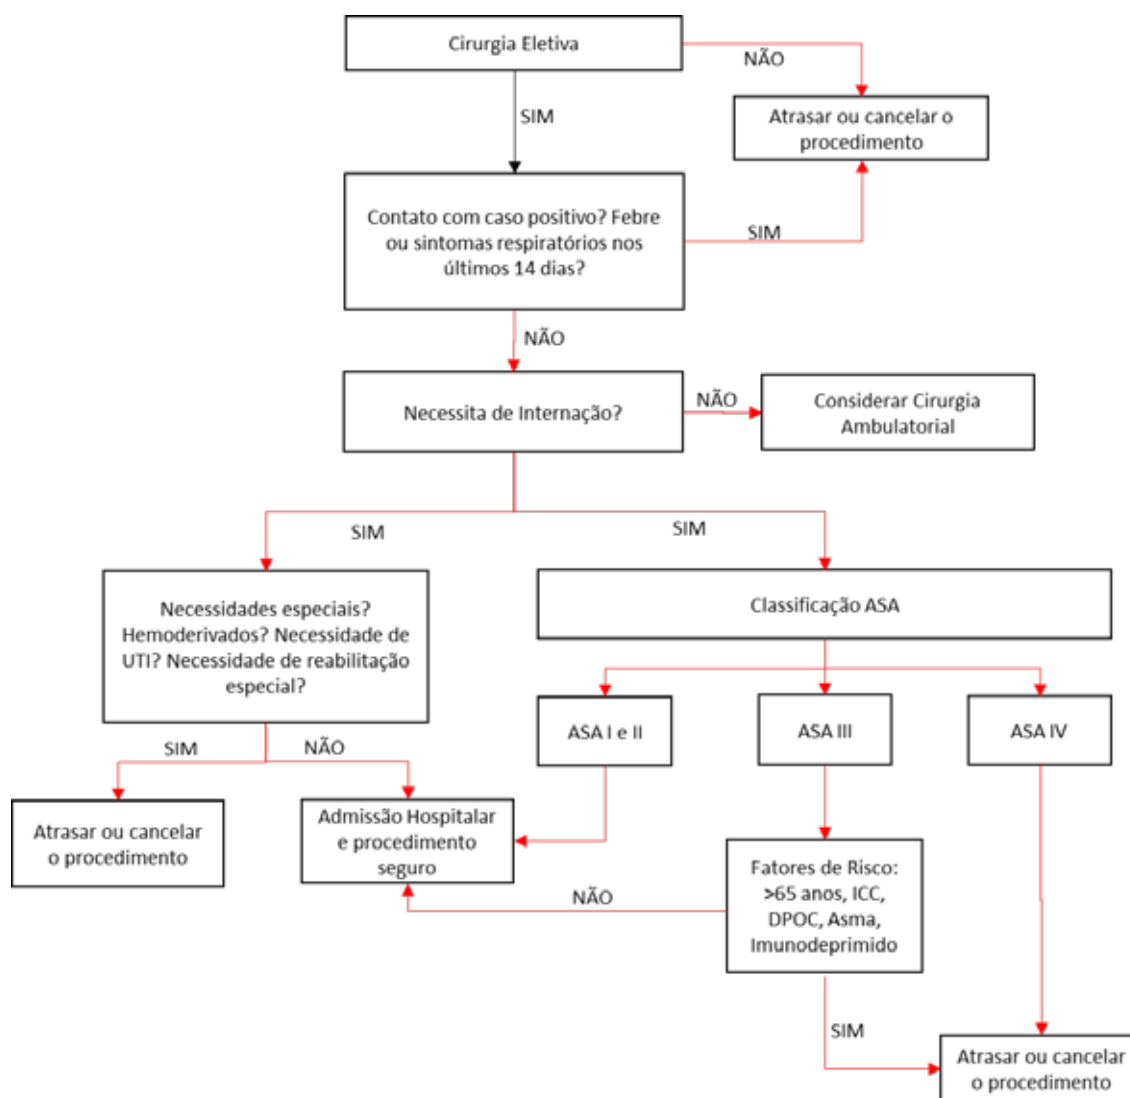 Cirurgia Eletiva
NÃO
SIM
Atrasar ou cancelar o
procedimento
Contato com caso positivo? Febre
ou sintomas respiratórios nos
últimos 14 dias?
SIM
NÃO
Necessita de Internação?
NÃO
Considerar Cirurgia
Ambulatorial
SIM
SIM
Necessidades especiais?
Hemoderivados? Necessidade de
UTI? Necessidade de reabilitação
especial?
Classificação ASA
ASA I e II
ASA III
ASA IV
SIM
NÃO
Atrasar ou cancelar
o procedimento
Admissão Hospitalar
e procedimento
seguro
Fatores de Risco:
>65 anos, ICC,
DPOC, Asma,
Imunodeprimido
NÃO
SIM
Atrasar ou cancelar
o procedimento